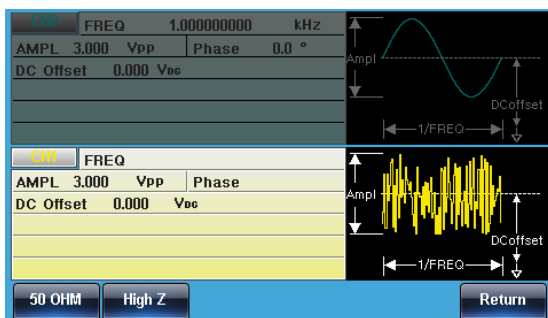 CH2 FREQ 1.000000000 kHz
AMPL 3.000 Vpp Phase 0.0 °
DC Offset 0.000 VDC
Ampl
DCoffset
1/FREQ
CH1 FREQ
AMPL 3.000 Vpp Phase
DC Offset 0.000 VDC
Ampl
DCoffset
1/FREQ
50 OHM High Z Return